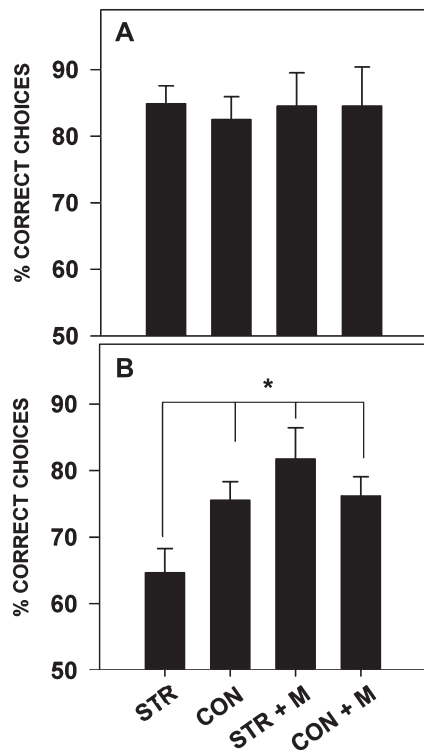 A
% CORRECT CHOICES
90
80
70
60
50
B
*
% CORRECT CHOICES
90
80
70
60
50
STR
CON
STR + M
CON + M